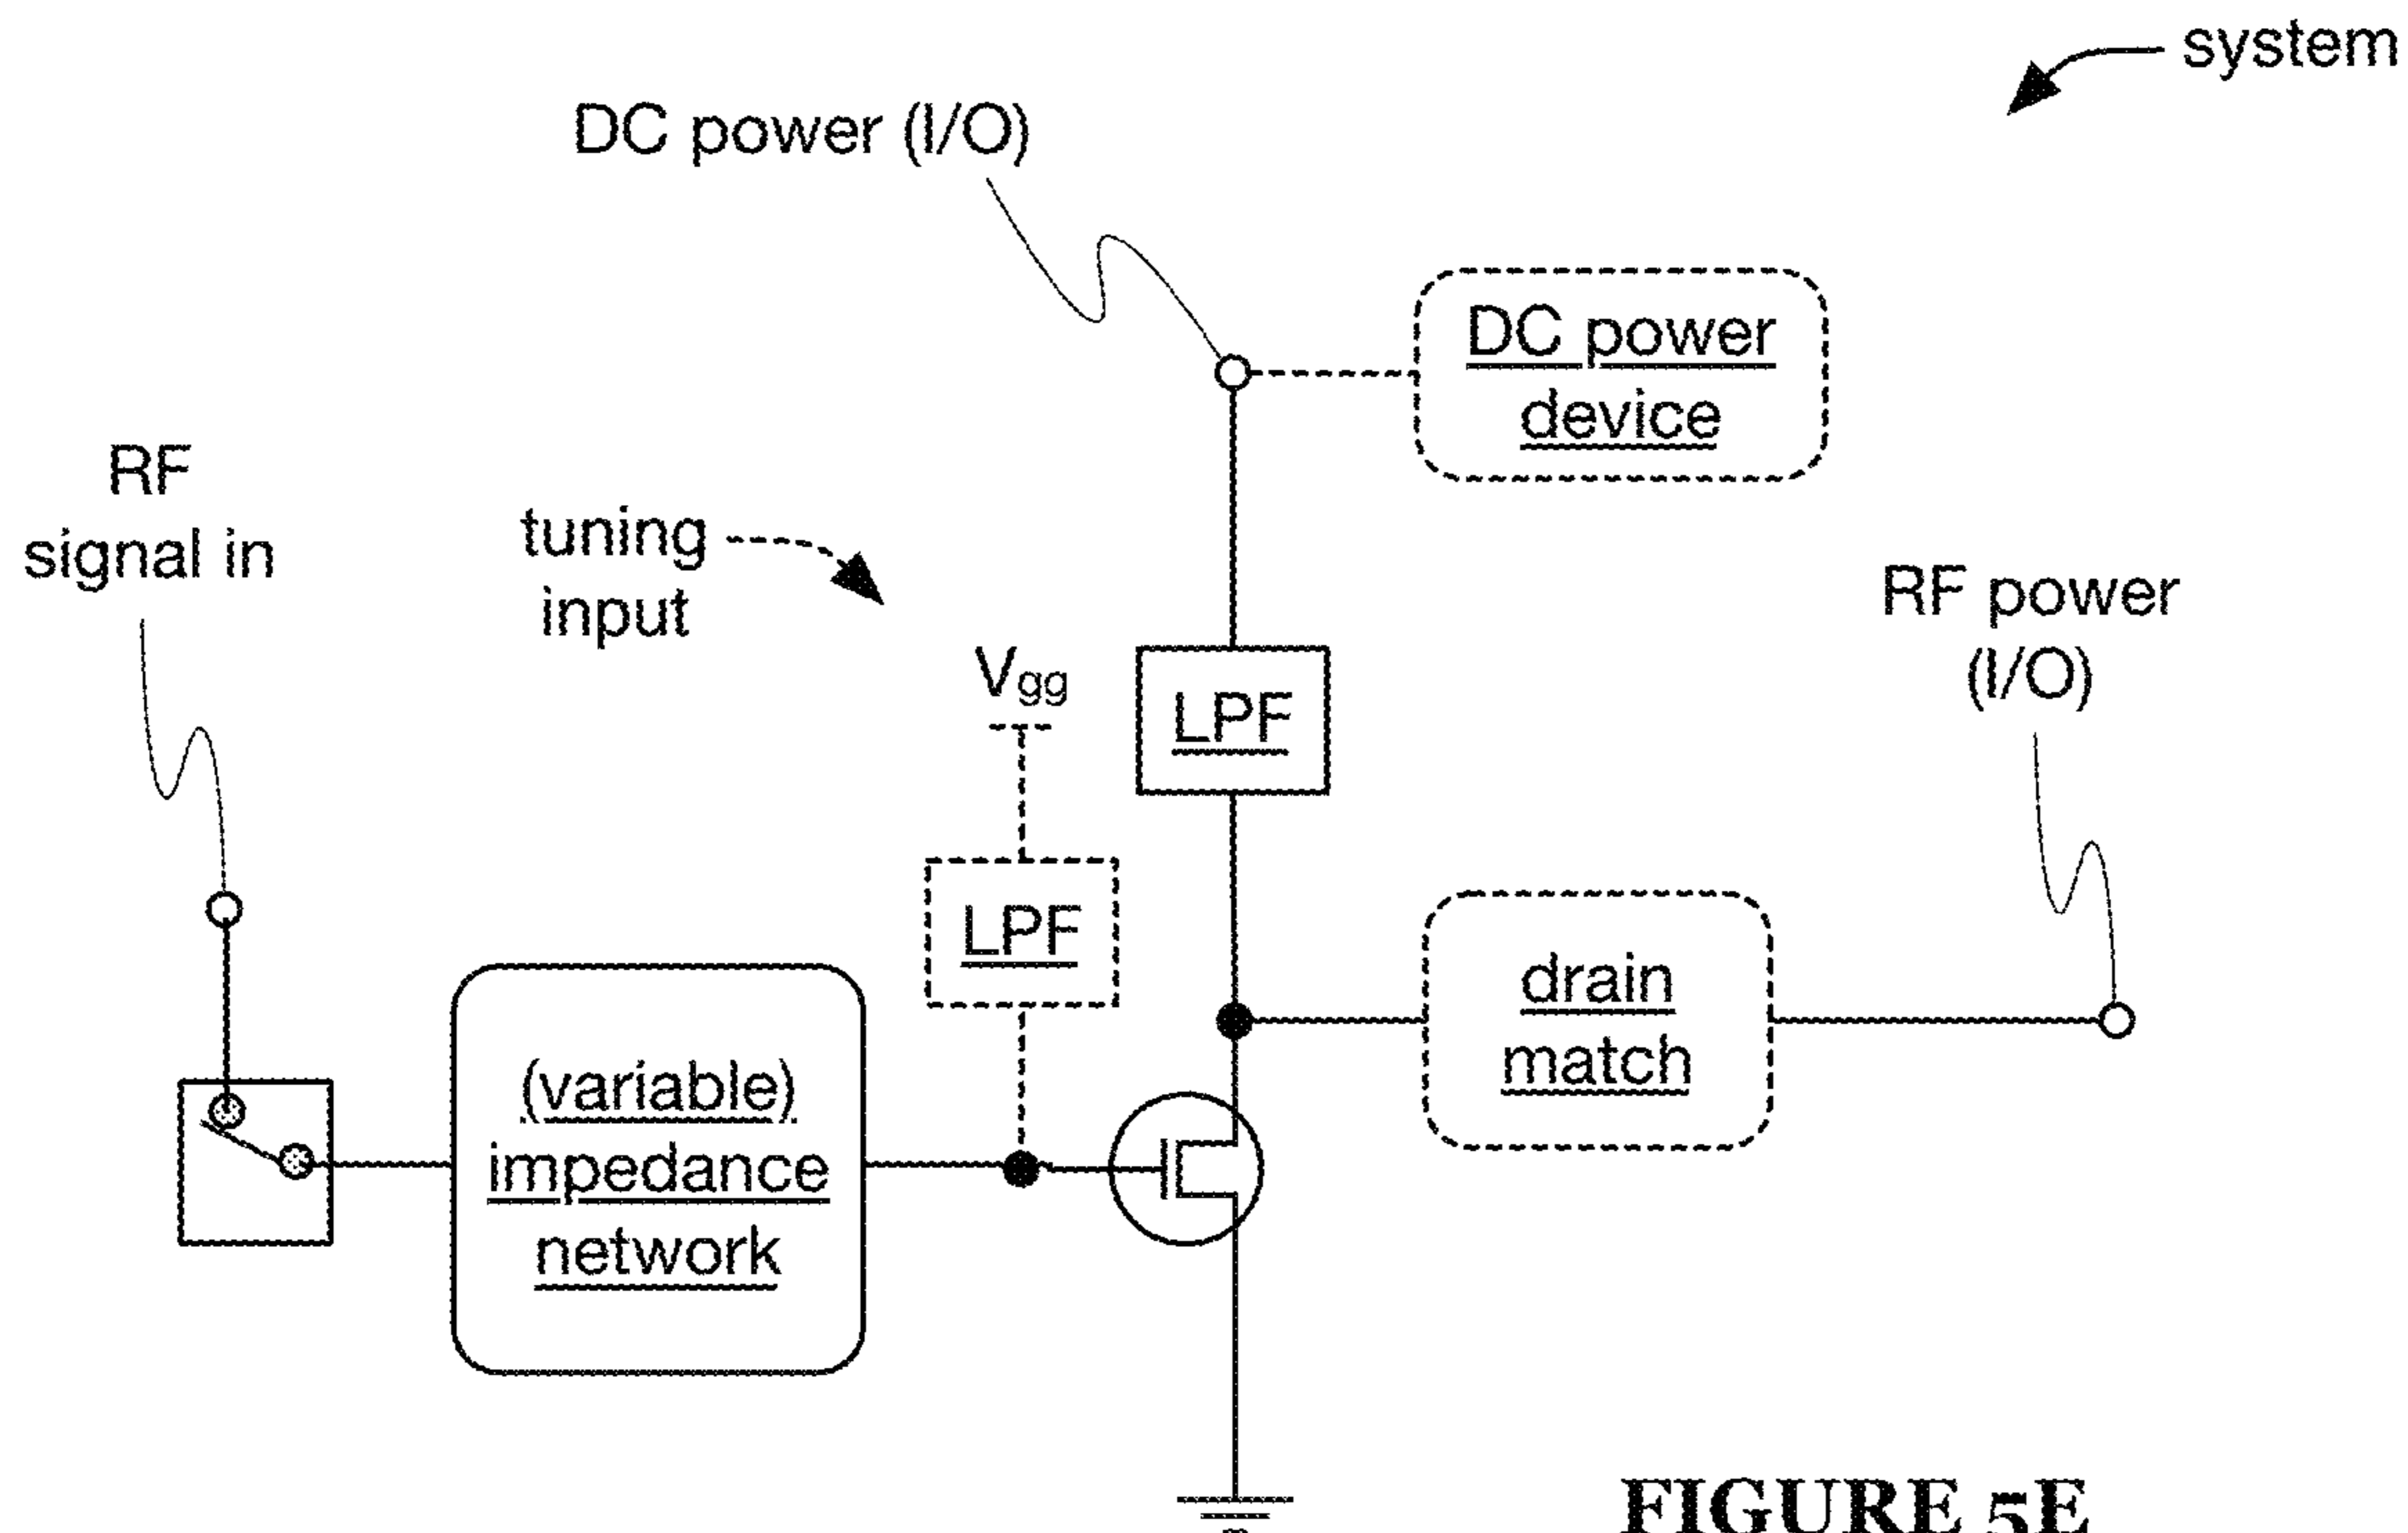 system
DC power (I/O)
DC power
device
RF
signal in
tuning
input
RF power
(I/O)
Vgg
LPF
LPF
drain
match
(variable)
impedance
network
FIGURE 5E